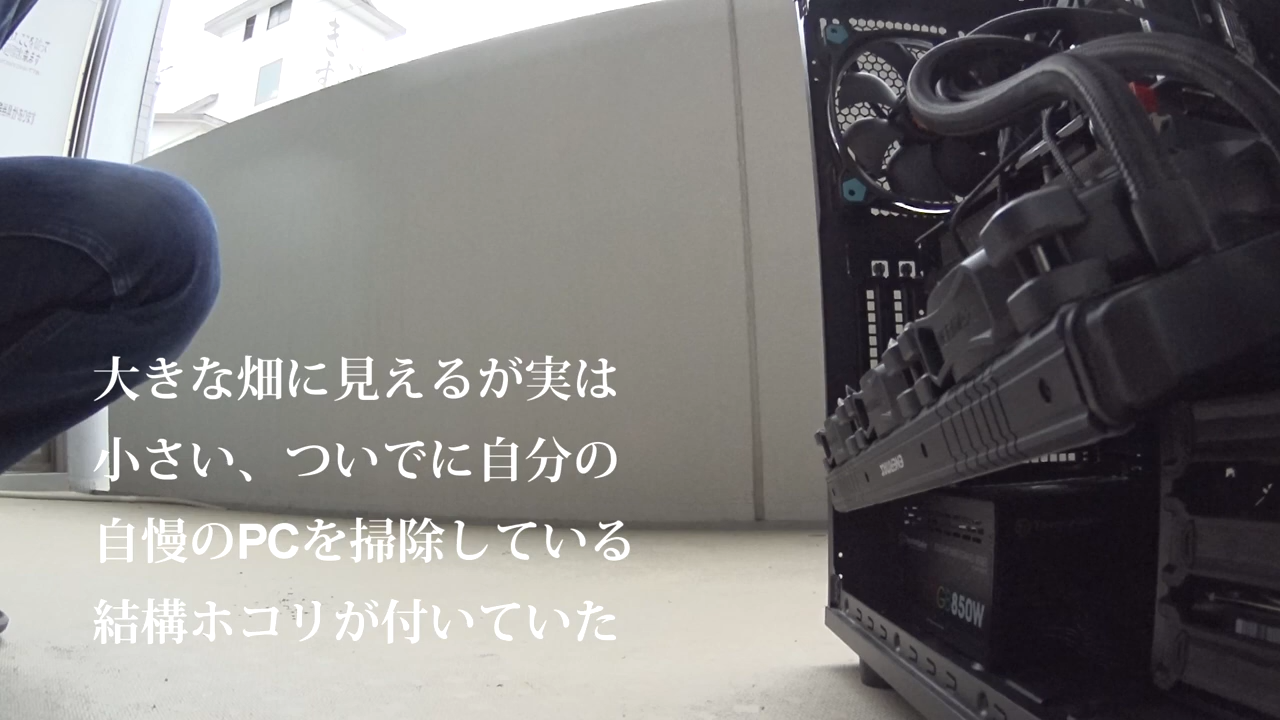 大きな畑に見えるが実は
小さい、ついでに自分の
自慢のPCを掃除している
結構ホコリが付いていた
850W